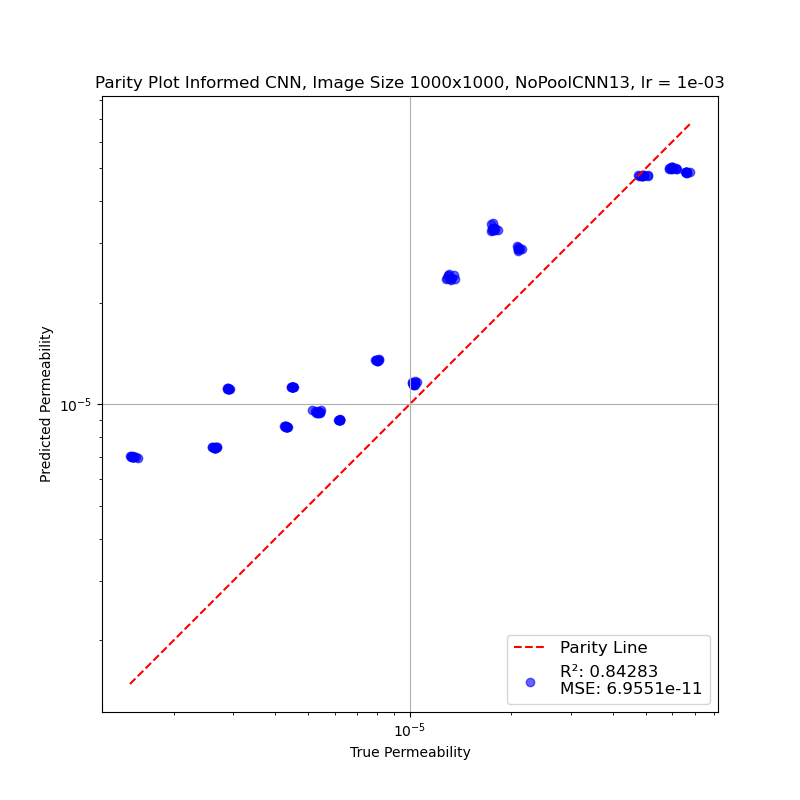 Parity Plot Informed CNN, Image Size 1000x1000, NoPoolCNN13, lr = 1e-03
Predicted Permeability
10⁻⁵
10⁻⁵
True Permeability
Parity Line
R²: 0.84283
MSE: 6.9551e-11